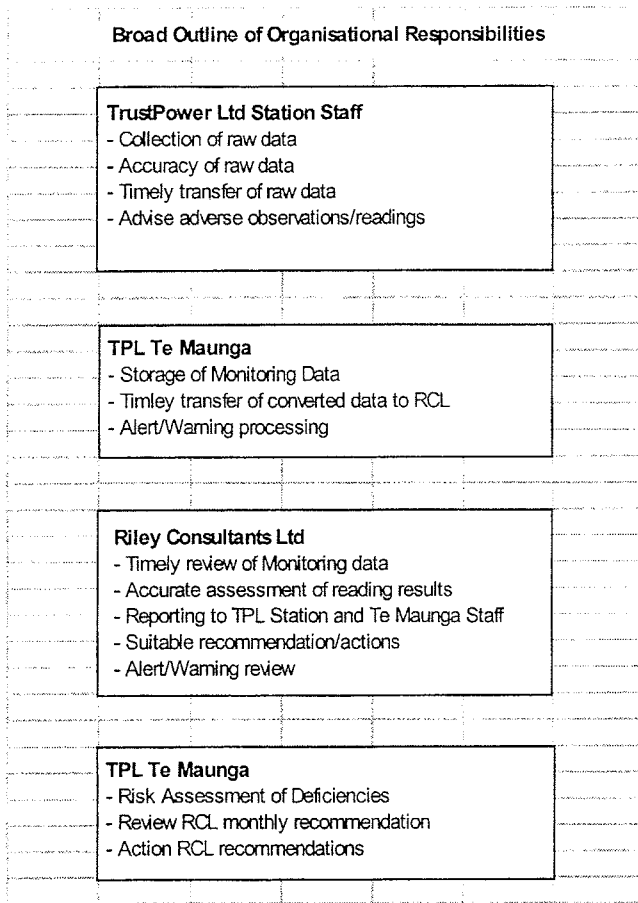 Broad Outline of Organisational Responsibilities
TrustPower Ltd Station Staff
- Collection of raw data
- Accuracy of raw data
- Timely transfer of raw data
- Advise adverse observations/readings
TPL Te Maunga
- Storage of Monitoring Data
- Timley transfer of converted data to RCL
- Alert/Warning processing
Riley Consultants Ltd
- Timely review of Monitoring data
- Accurate assessment of reading results
- Reporting to TPL Station and Te Maunga Staff
- Suitable recommendation/actions
- Alert/Warning review
TPL Te Maunga
- Risk Assessment of Deficiencies
- Review RCL monthly recommendation
- Action RCL recommendations